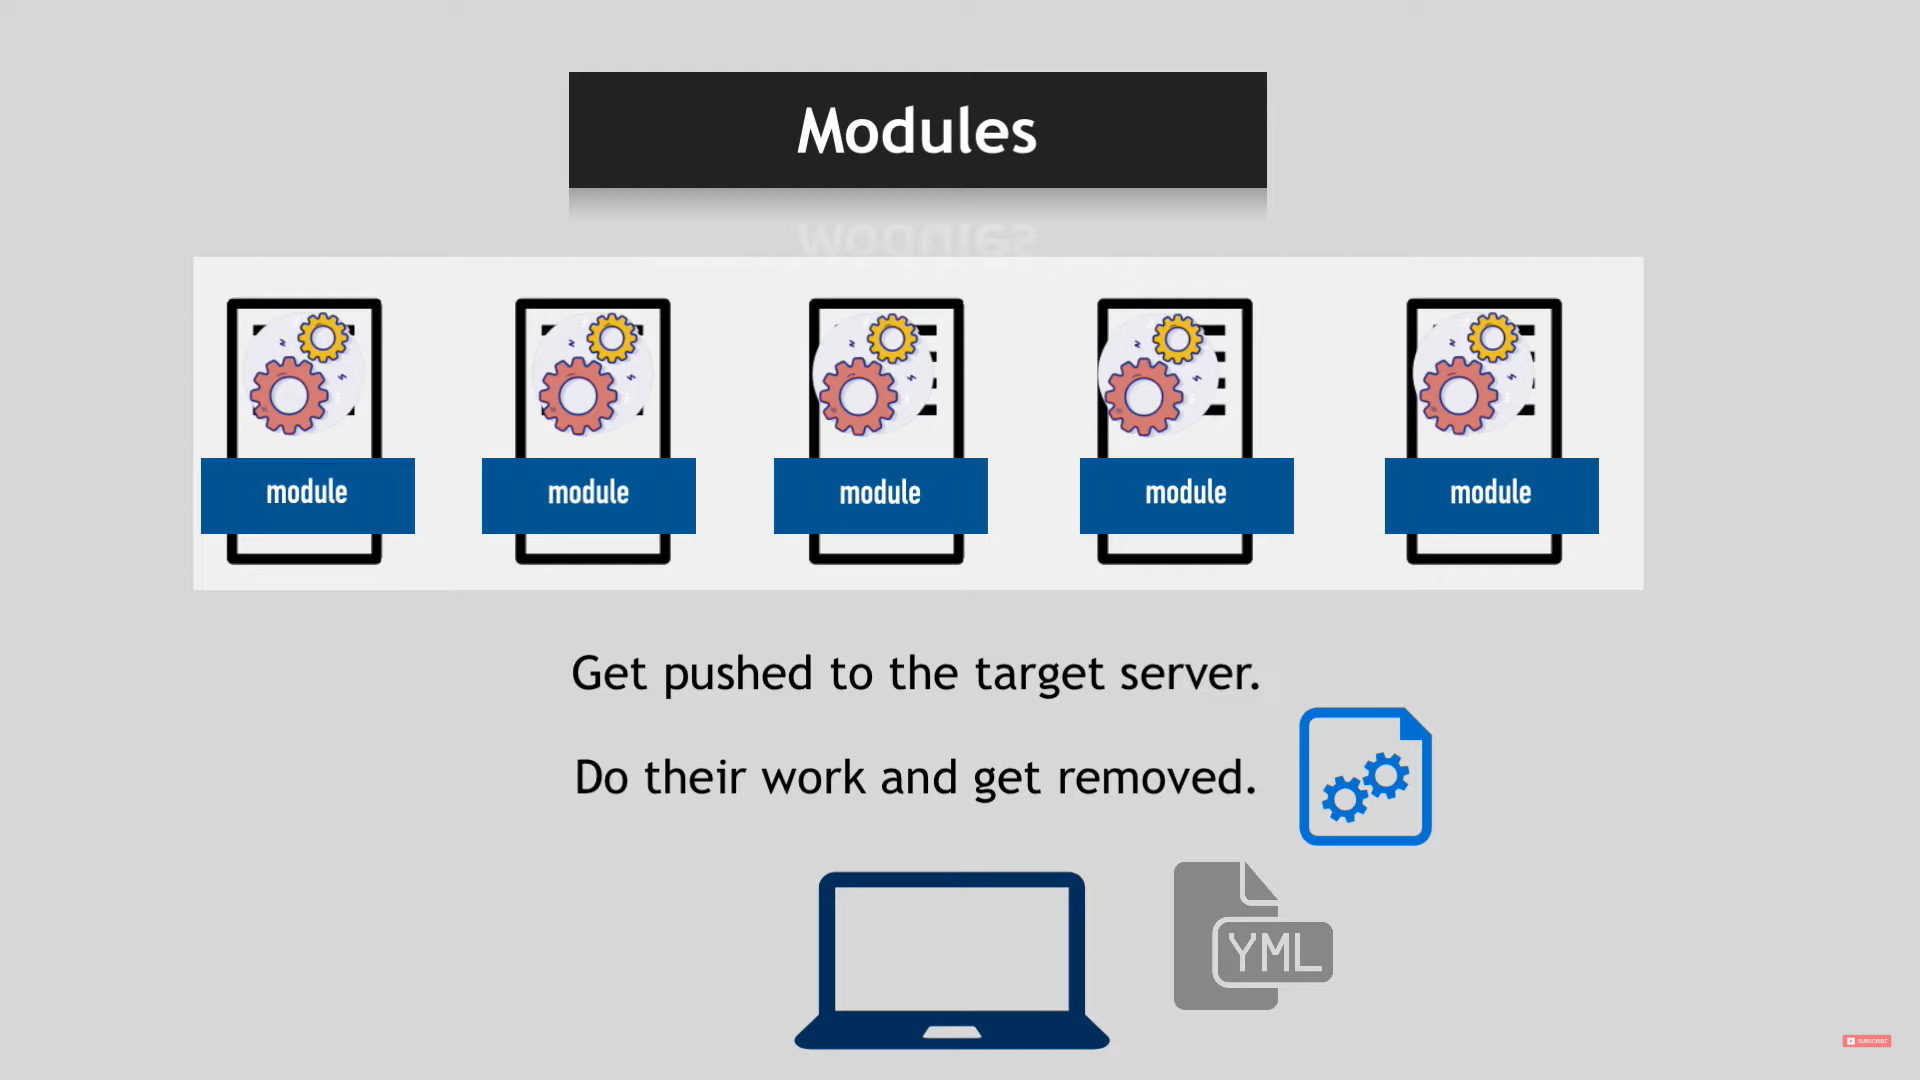 Modules
module
module
module
module
module
Get pushed to the target server.
Do their work and get removed.
YML
SUBSCRIBE